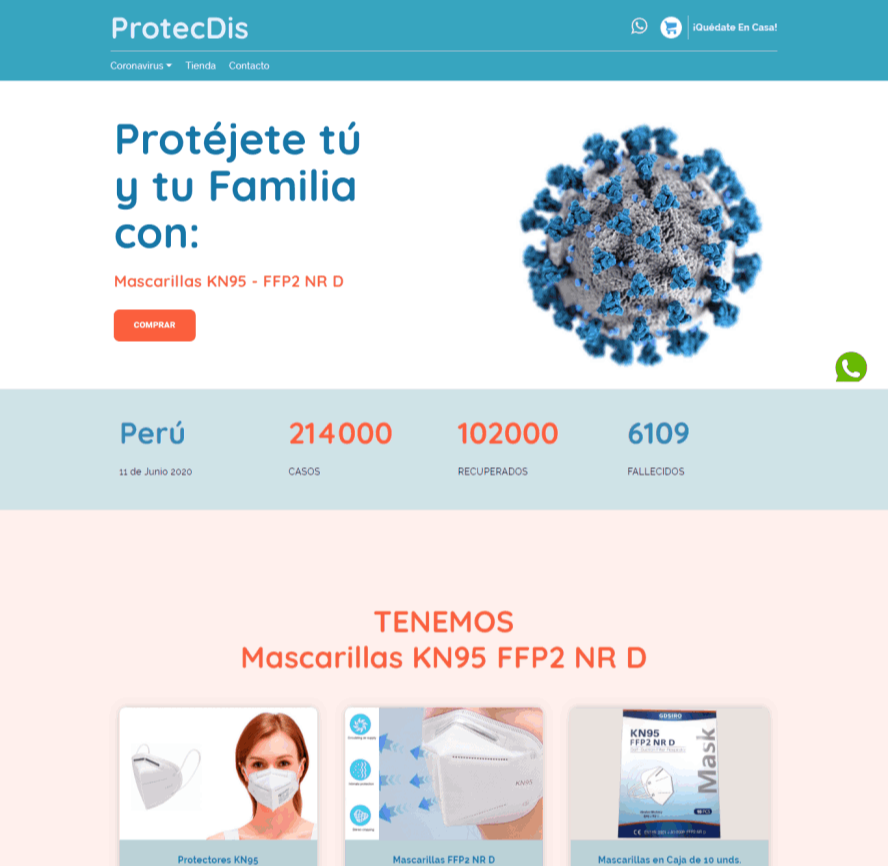 ProtecDis
¡Quédate En Casa!
Coronavirus
Tienda
Contacto
Protéjete tú
y tu Familia
con:
Mascarillas KN95 - FFP2 NR D
COMPRAR
Perú
214000
102000
6109
11 de Junio 2020
CASOS
RECUPERADOS
FALLECIDOS
TENEMOS
Mascarillas KN95 FFP2 NR D
KN95
KN95
FFP2 NR D
Mask
Protectores KN95
Mascarillas FFP2 NR D
Mascarillas en Caja de 10 unds.